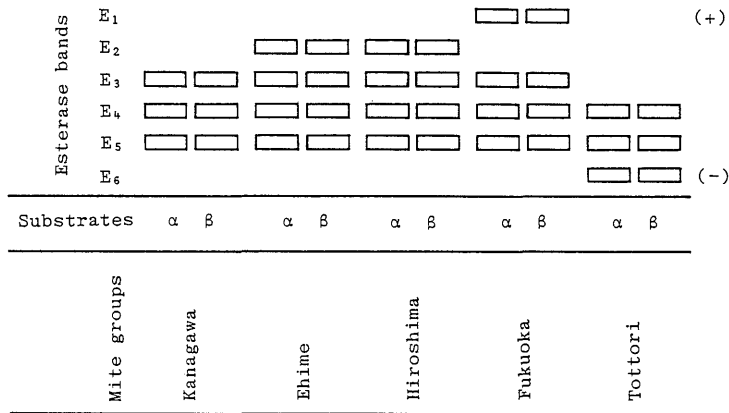 E₁ (+)
E₂
E₃
E₄
E₅
E₆ (-)
Esterase bands
Substrates α β α β α β α β α β
Mite groups
Kanagawa
Ehime
Hiroshima
Fukuoka
Tottori